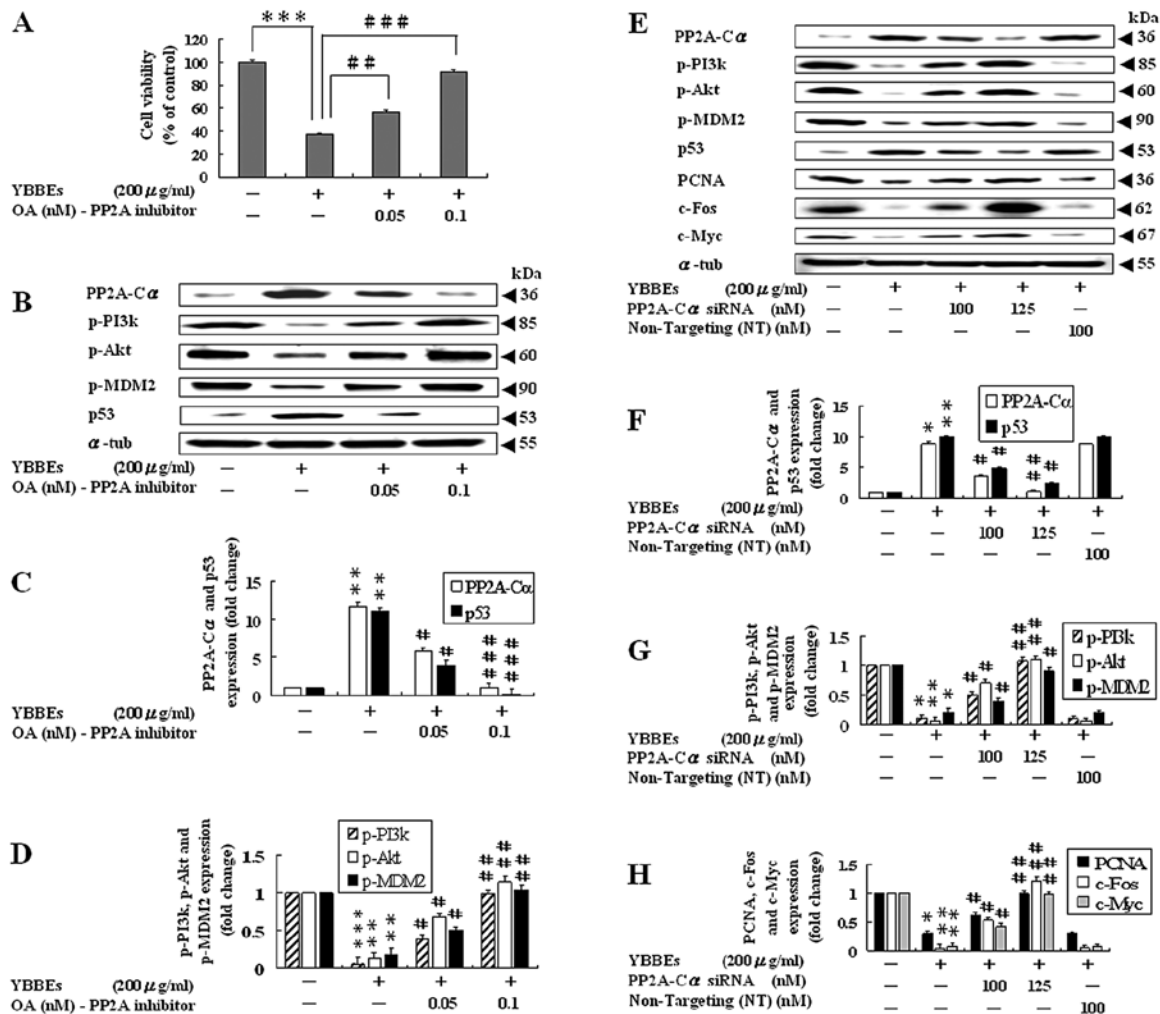 A
***
###
##
Cell viability
(% of control)
120
100
80
60
40
20
0
YBBEs (200 μg/ml) − + + +
OA (nM) - PP2A inhibitor − − 0.05 0.1
B
kDa
PP2A-Cα 36
p-PI3k 85
p-Akt 60
p-MDM2 90
p53 53
α-tub 55
YBBEs (200 μg/ml) − + + +
OA (nM) - PP2A inhibitor − − 0.05 0.1
C
PP2A-Cα and p53
expression (fold change)
15
10
5
0
** ** # # ### ###
PP2A-Cα
p53
YBBEs (200 μg/ml) − + + +
OA (nM) - PP2A inhibitor − − 0.05 0.1
D
p-PI3k, p-Akt and
p-MDM2 expression
(fold change)
2
1.5
1
0.5
0
*** ** ** # # # ## ## ##
p-PI3k
p-Akt
p-MDM2
YBBEs (200 μg/ml) − + + +
OA (nM) - PP2A inhibitor − − 0.05 0.1
E
kDa
PP2A-Cα 36
p-PI3k 85
p-Akt 60
p-MDM2 90
p53 53
PCNA 36
c-Fos 62
c-Myc 67
α-tub 55
YBBEs (200 μg/ml) − + + + +
PP2A-Cα siRNA (nM) − − 100 125 −
Non-Targeting (NT) (nM) − − − − 100
F
PP2A-Cα and
p53 expression
(fold change)
15
10
5
0
* ** # # ## #
PP2A-Cα
p53
YBBEs (200 μg/ml) − + + + +
PP2A-Cα siRNA (nM) − − 100 125 −
Non-Targeting (NT) (nM) − − − − 100
G
p-PI3k, p-Akt
and p-MDM2
expression
(fold change)
2
1.5
1
0.5
0
* ** * # # # ## ## #
p-PI3k
p-Akt
p-MDM2
YBBEs (200 μg/ml) − + + + +
PP2A-Cα siRNA (nM) − − 100 125 −
Non-Targeting (NT) (nM) − − − − 100
H
PCNA, c-Fos
and c-Myc
expression
(fold change)
2
1.5
1
0.5
0
* ** ** # # # ## ## ##
PCNA
c-Fos
c-Myc
YBBEs (200 μg/ml) − + + + +
PP2A-Cα siRNA (nM) − − 100 125 −
Non-Targeting (NT) (nM) − − − − 100